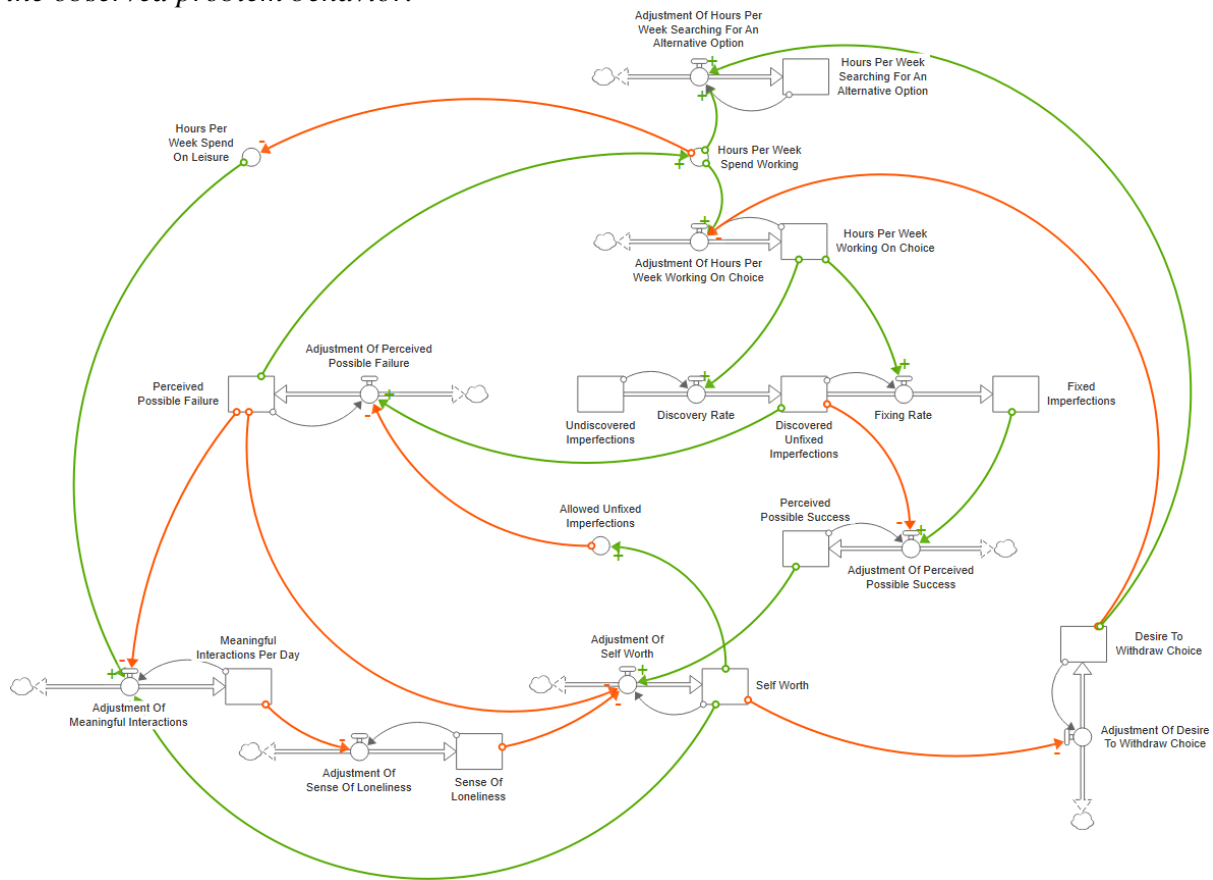 the observed problem behavior.
Adjustment Of Hours Per
Week Searching For An
Alternative Option
Hours Per Week
Searching For An
Alternative Option
Hours Per
Week Spend
On Leisure
Hours Per Week
Spend Working
Hours Per Week
Working On Choice
Adjustment Of Hours Per
Week Working On Choice
Adjustment Of Perceived
Possible Failure
Perceived
Possible Failure
Undiscovered
Imperfections
Discovery Rate
Discovered
Unfixed
Imperfections
Fixing Rate
Fixed
Imperfections
Allowed Unfixed
Imperfections
Perceived
Possible Success
Adjustment Of Perceived
Possible Success
Meaningful
Interactions Per Day
Adjustment Of
Self Worth
Self Worth
Desire To
Withdraw Choice
Adjustment Of
Meaningful Interactions
Adjustment Of
Sense Of Loneliness
Sense Of
Loneliness
Adjustment Of Desire
To Withdraw Choice